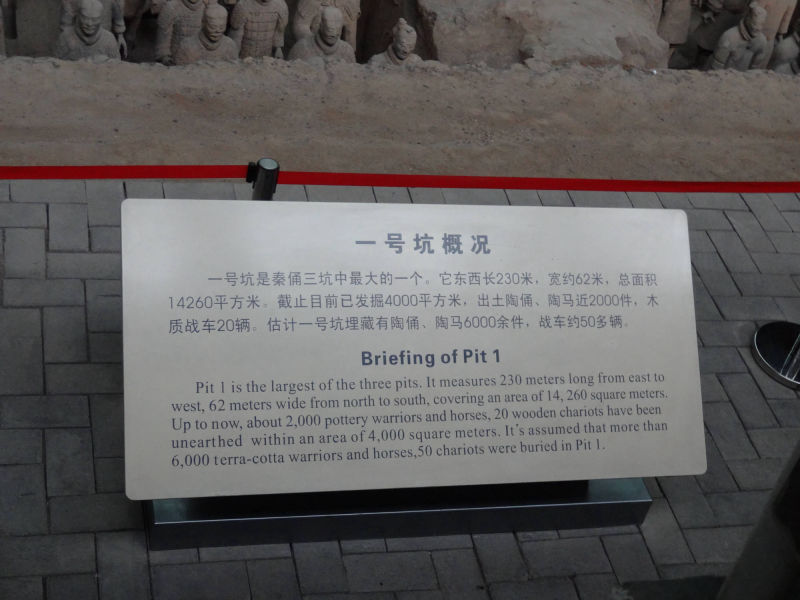 一号坑概况
一号坑是秦俑三坑中最大的一个。它东西长230米，宽约62米，总面积
14260平方米。截止目前已发掘4000平方米，出土陶俑、陶马近2000件，木
质战车20辆。估计一号坑埋藏有陶俑、陶马6000余件，战车约50多辆。
Briefing of Pit 1
Pit 1 is the largest of the three pits. It measures 230 meters long from east to
west, 62 meters wide from north to south, covering an area of 14, 260 square meters.
Up to now, about 2,000 pottery warriors and horses, 20 wooden chariots have been
unearthed within an area of 4,000 square meters. It's assumed that more than
6,000 terra-cotta warriors and horses,50 chariots were buried in Pit 1.